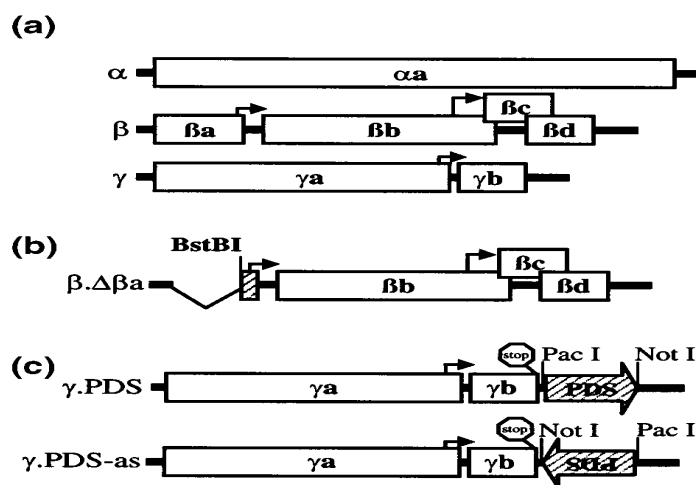 (a)
α αa
βa βb βc βd
β
γ γa γb
(b)
BstBI
β.Δβa βb βc βd
(c)
stop Pac I Not I
γ.PDS γa γb PDS
stop Not I Pac I
γ.PDS-as γa γb PDS